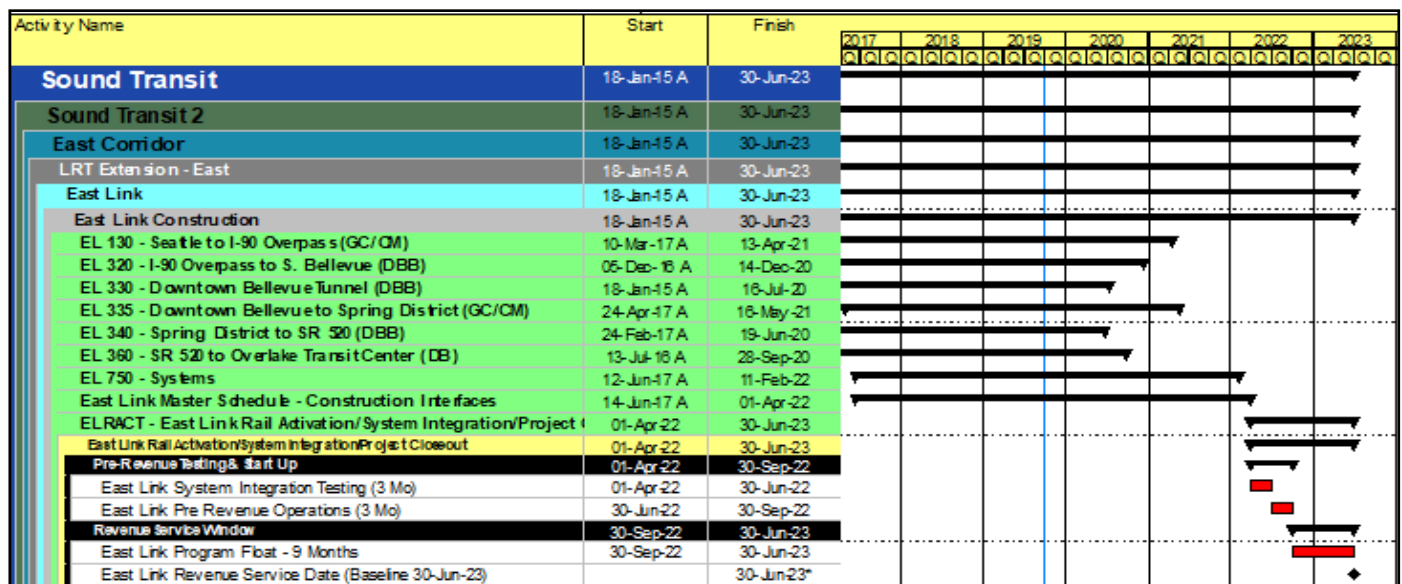 Activity Name Start Finish
2017 2018 2019 2020 2021 2022 2023
Q Q Q Q Q Q Q Q Q Q Q Q Q Q Q Q Q Q Q Q Q Q Q Q Q Q
Sound Transit 18-Jan-15 A 30-Jun-23
Sound Transit 2 18-Jan-15 A 30-Jun-23
East Corridor 18-Jan-15 A 30-Jun-23
LRT Extension - East 18-Jan-15 A 30-Jun-23
East Link 18-Jan-15 A 30-Jun-23
East Link Construction 18-Jan-15 A 30-Jun-23
EL 130 - Seattle to I-90 Overpass (GC/CM) 10-Mar-17 A 13-Apr-21
EL 320 - I-90 Overpass to S. Bellevue (DBB) 05-Dec-16 A 14-Dec-20
EL 330 - Downtown Bellevue Tunnel (DBB) 18-Jan-15 A 16-Jul-20
EL 335 - Downtown Bellevue to Spring District (GC/CM) 24-Apr-17 A 16-May-21
EL 340 - Spring District to SR 520 (DBB) 24-Feb-17 A 19-Jun-20
EL 360 - SR 520 to Overlake Transit Center (DB) 13-Jul-16 A 28-Sep-20
EL 750 - Systems 12-Jun-17 A 11-Feb-22
East Link Master Schedule - Construction Interfaces 14-Jun-17 A 01-Apr-22
ELRACT - East Link Rail Activation/System Integration/Project 01-Apr-22 30-Jun-23
East Link Rail Activation/System Integration/Project Closeout 01-Apr-22 30-Jun-23
Pre-Revenue Testing & Start Up 01-Apr-22 30-Sep-22
East Link System Integration Testing (3 Mo) 01-Apr-22 30-Jun-22
East Link Pre Revenue Operations (3 Mo) 30-Jun-22 30-Sep-22
Revenue Service Window 30-Sep-22 30-Jun-23
East Link Program Float - 9 Months 30-Sep-22 30-Jun-23
East Link Revenue Service Date (Baseline 30-Jun-23) 30-Jun-23*